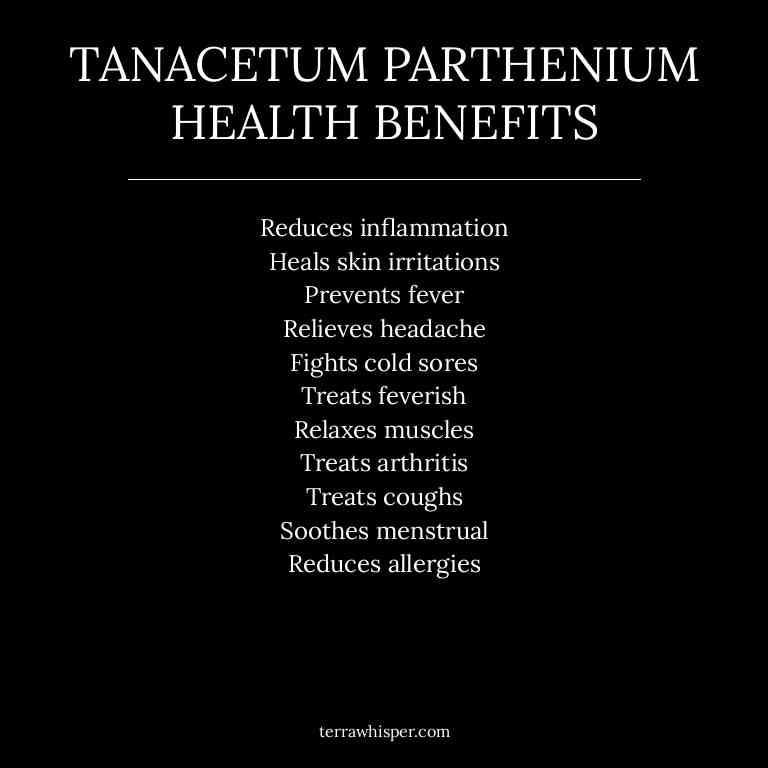 TANACETUM PARTHENIUM
HEALTH BENEFITS
Reduces inflammation
Heals skin irritations
Prevents fever
Relieves headache
Fights cold sores
Treats feverish
Relaxes muscles
Treats arthritis
Treats coughs
Soothes menstrual
Reduces allergies
terrawhisper.com